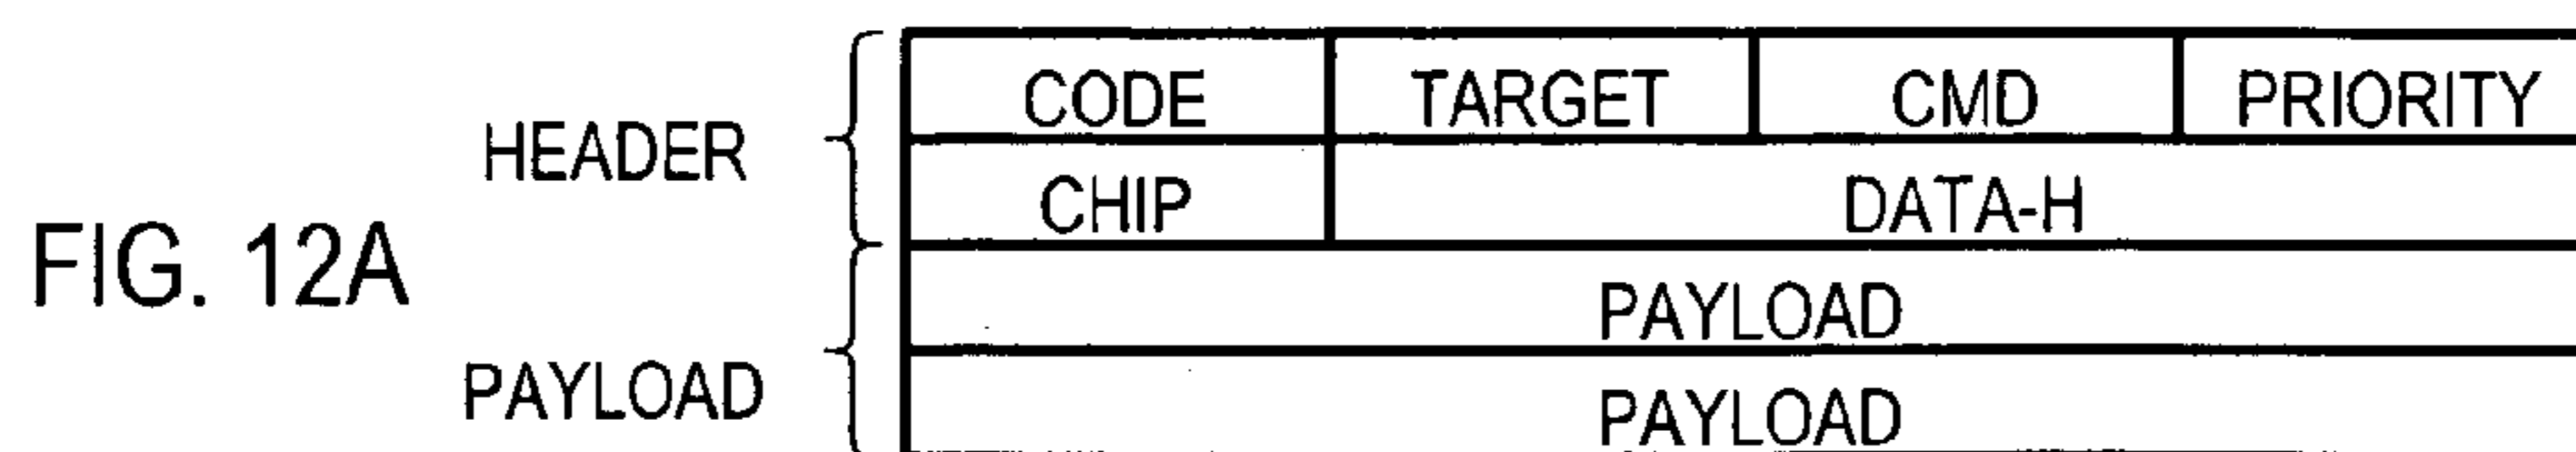 FIG. 12A
HEADER
CODE TARGET CMD PRIORITY
CHIP DATA-H
PAYLOAD
PAYLOAD
PAYLOAD